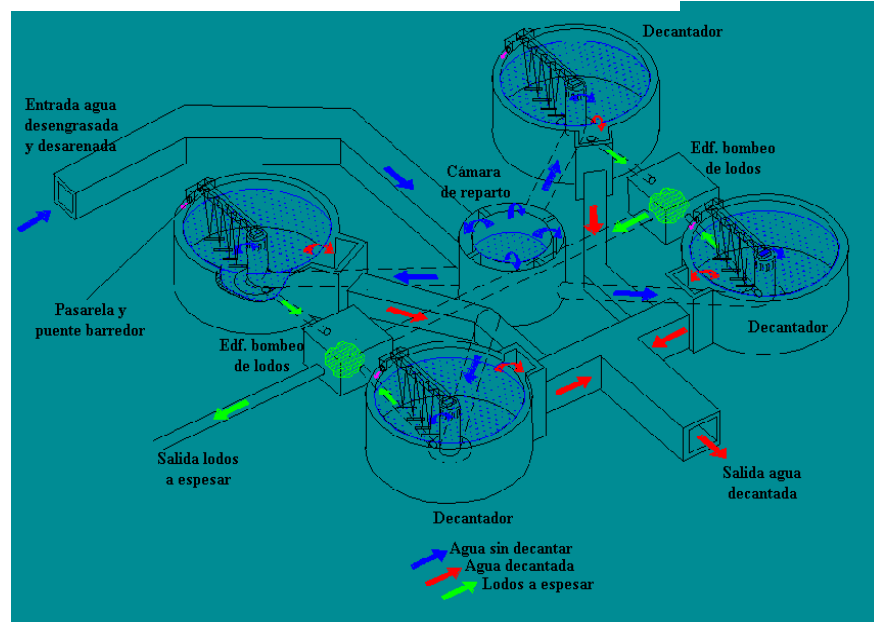 Decantador
Entrada agua
desengrasada
y desarenada
Edf. bombeo
de lodos
Cámara
de reparto
Pasarela y
puente barredor
Decantador
Edf. bombeo
de lodos
Salida lodos
a espesar
Salida agua
decantada
Decantador
Agua sin decantar
Agua decantada
Lodos a espesar